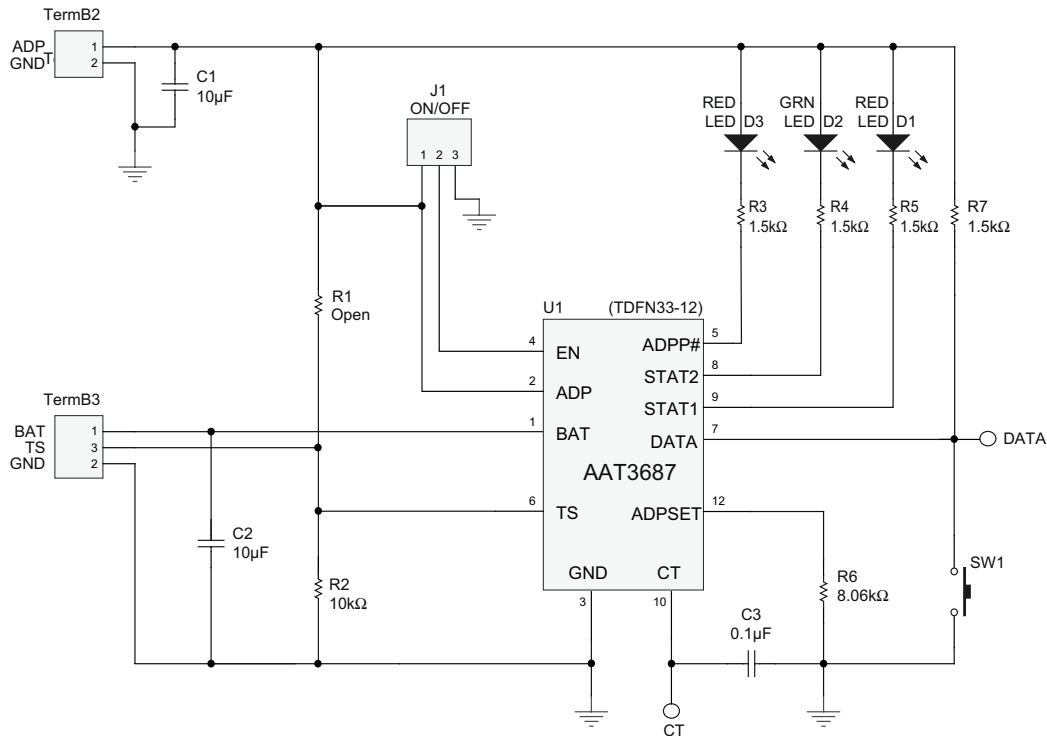 TermB2
ADP 1
GND T 2
C1
10µF
J1
ON/OFF
1 2 3
RED
LED D3
GRN
LED D2
RED
LED D1
R3
1.5kΩ
R4
1.5kΩ
R5
1.5kΩ
R7
1.5kΩ
R1
Open
U1 (TDFN33-12)
4 EN
2 ADP
1 BAT
6 TS
ADPP# 5
STAT2 8
STAT1 9
DATA 7
ADPSET 12
AAT3687
GND CT
3 10
DATA
TermB3
BAT 1
TS 3
GND 2
C2
10µF
R2
10kΩ
R6
8.06kΩ
SW1
C3
0.1µF
CT